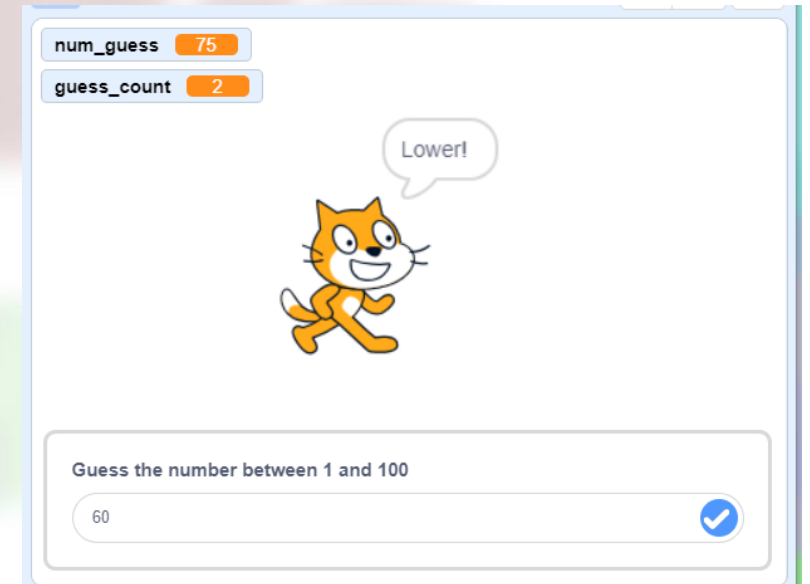 num_guess 75
guess_count 2
Lower!
Guess the number between 1 and 100
60